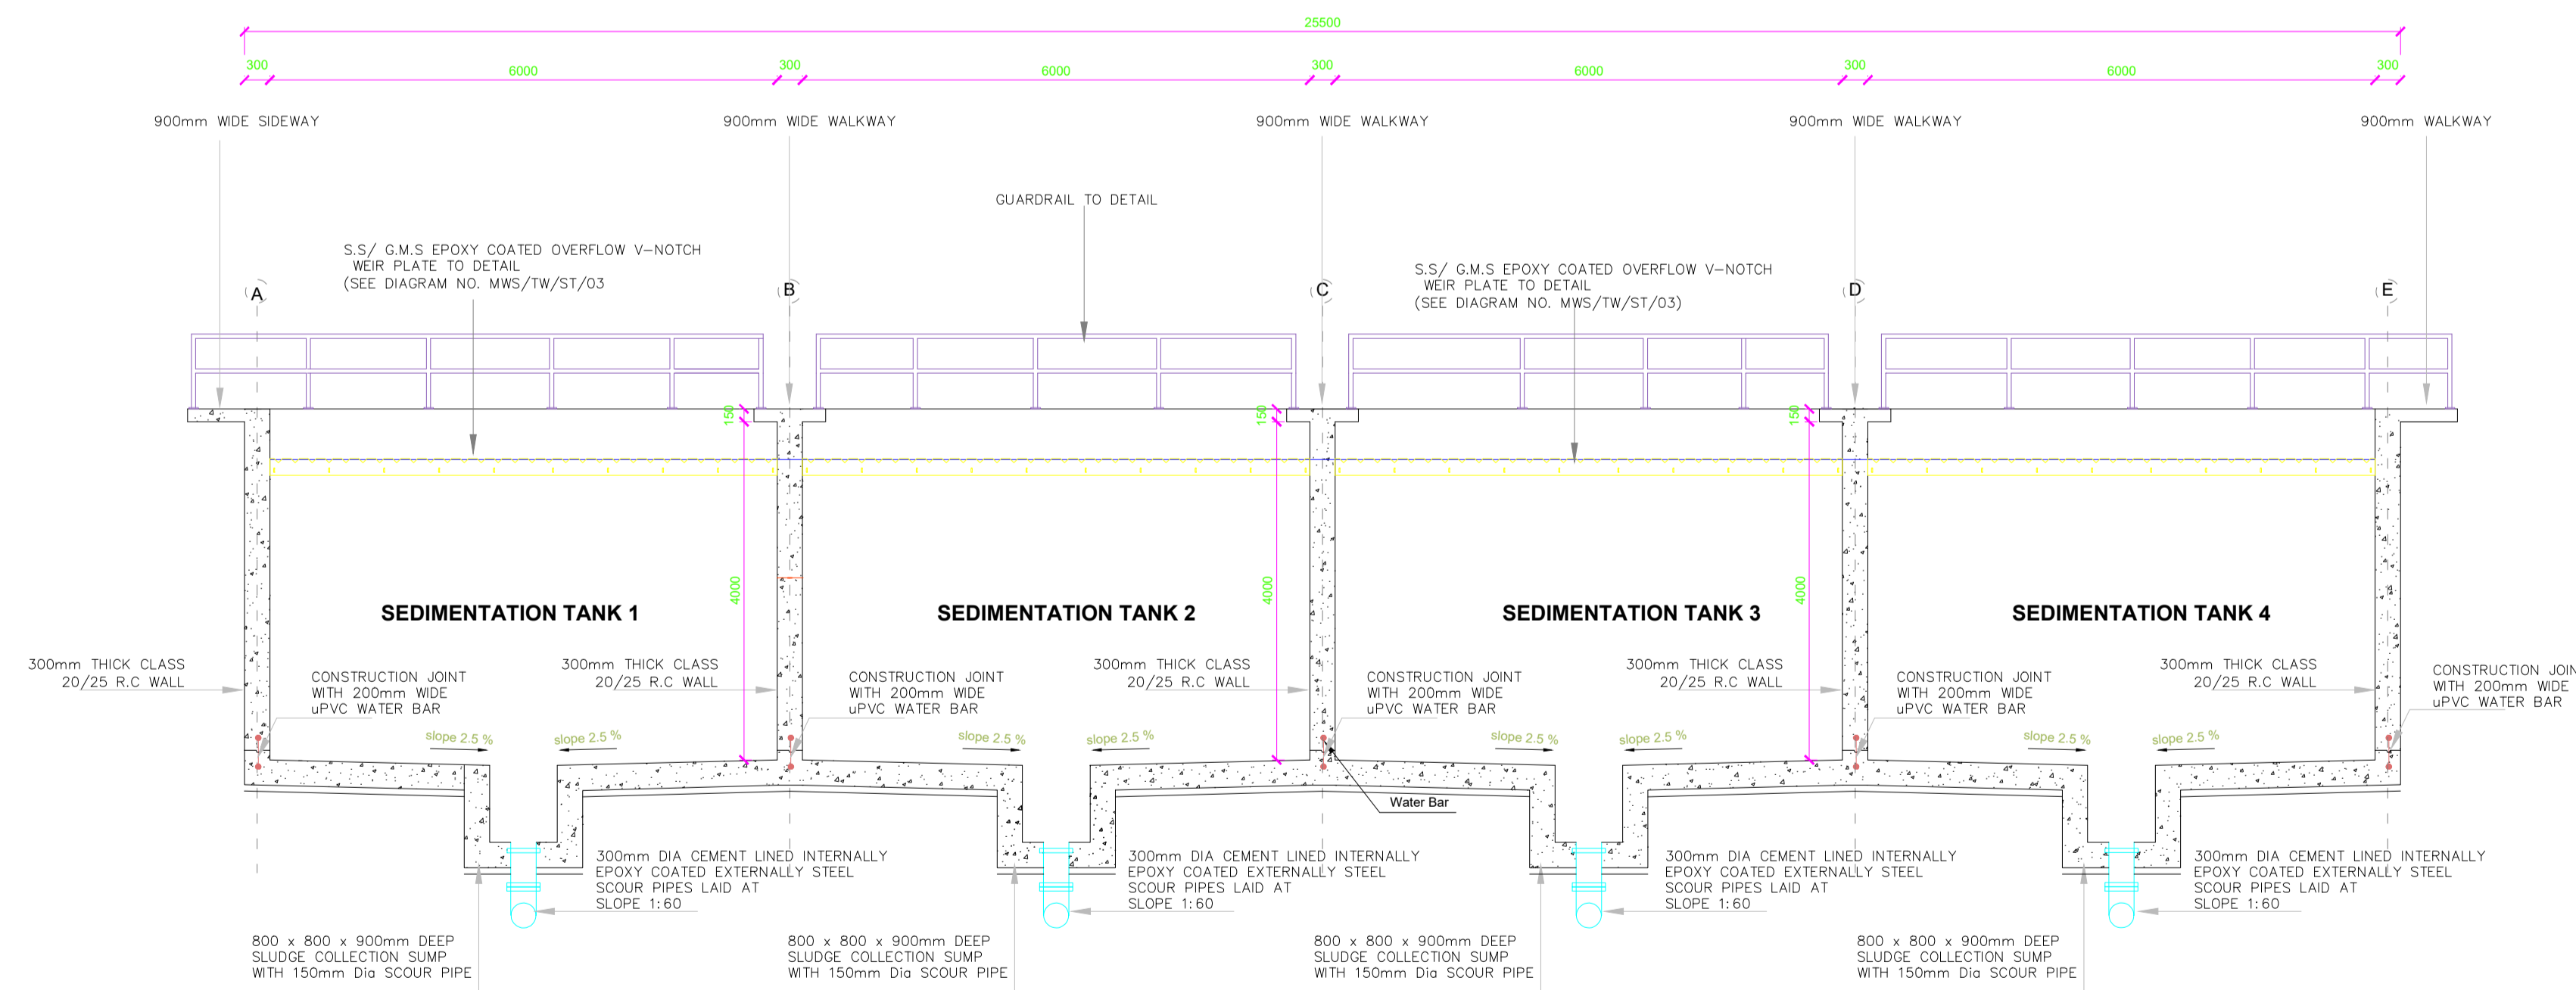 25500
300
6000
300
6000
300
6000
300
6000
300
900mm WIDE SIDEWAY
900mm WIDE WALKWAY
900mm WIDE WALKWAY
900mm WIDE WALKWAY
900mm WALKWAY
GUARDRAIL TO DETAIL
S.S/ G.M.S EPOXY COATED OVERFLOW V-NOTCH
WEIR PLATE TO DETAIL
(SEE DIAGRAM NO. MWS/TW/ST/03
S.S/ G.M.S EPOXY COATED OVERFLOW V-NOTCH
WEIR PLATE TO DETAIL
(SEE DIAGRAM NO. MWS/TW/ST/03)
A
B
C
D
E
150
150
150
4000
4000
4000
SEDIMENTATION TANK 1
SEDIMENTATION TANK 2
SEDIMENTATION TANK 3
SEDIMENTATION TANK 4
300mm THICK CLASS
20/25 R.C WALL
CONSTRUCTION JOINT
WITH 200mm WIDE
uPVC WATER BAR
300mm THICK CLASS
20/25 R.C WALL
CONSTRUCTION JOINT
WITH 200mm WIDE
uPVC WATER BAR
300mm THICK CLASS
20/25 R.C WALL
CONSTRUCTION JOINT
WITH 200mm WIDE
uPVC WATER BAR
300mm THICK CLASS
20/25 R.C WALL
CONSTRUCTION JOINT
WITH 200mm WIDE
uPVC WATER BAR
300mm THICK CLASS
20/25 R.C WALL
CONSTRUCTION JOIN
WITH 200mm WIDE
uPVC WATER BAR
slope 2.5 %
slope 2.5 %
slope 2.5 %
slope 2.5 %
slope 2.5 %
slope 2.5 %
slope 2.5 %
slope 2.5 %
Water Bar
300mm DIA CEMENT LINED INTERNALLY
EPOXY COATED EXTERNALLY STEEL
SCOUR PIPES LAID AT
SLOPE 1:60
300mm DIA CEMENT LINED INTERNALLY
EPOXY COATED EXTERNALLY STEEL
SCOUR PIPES LAID AT
SLOPE 1:60
300mm DIA CEMENT LINED INTERNALLY
EPOXY COATED EXTERNALLY STEEL
SCOUR PIPES LAID AT
SLOPE 1:60
300mm DIA CEMENT LINED INTERNALLY
EPOXY COATED EXTERNALLY STEEL
SCOUR PIPES LAID AT
SLOPE 1:60
800 x 800 x 900mm DEEP
SLUDGE COLLECTION SUMP
WITH 150mm Dia SCOUR PIPE
800 x 800 x 900mm DEEP
SLUDGE COLLECTION SUMP
WITH 150mm Dia SCOUR PIPE
800 x 800 x 900mm DEEP
SLUDGE COLLECTION SUMP
WITH 150mm Dia SCOUR PIPE
800 x 800 x 900mm DEEP
SLUDGE COLLECTION SUMP
WITH 150mm Dia SCOUR PIPE